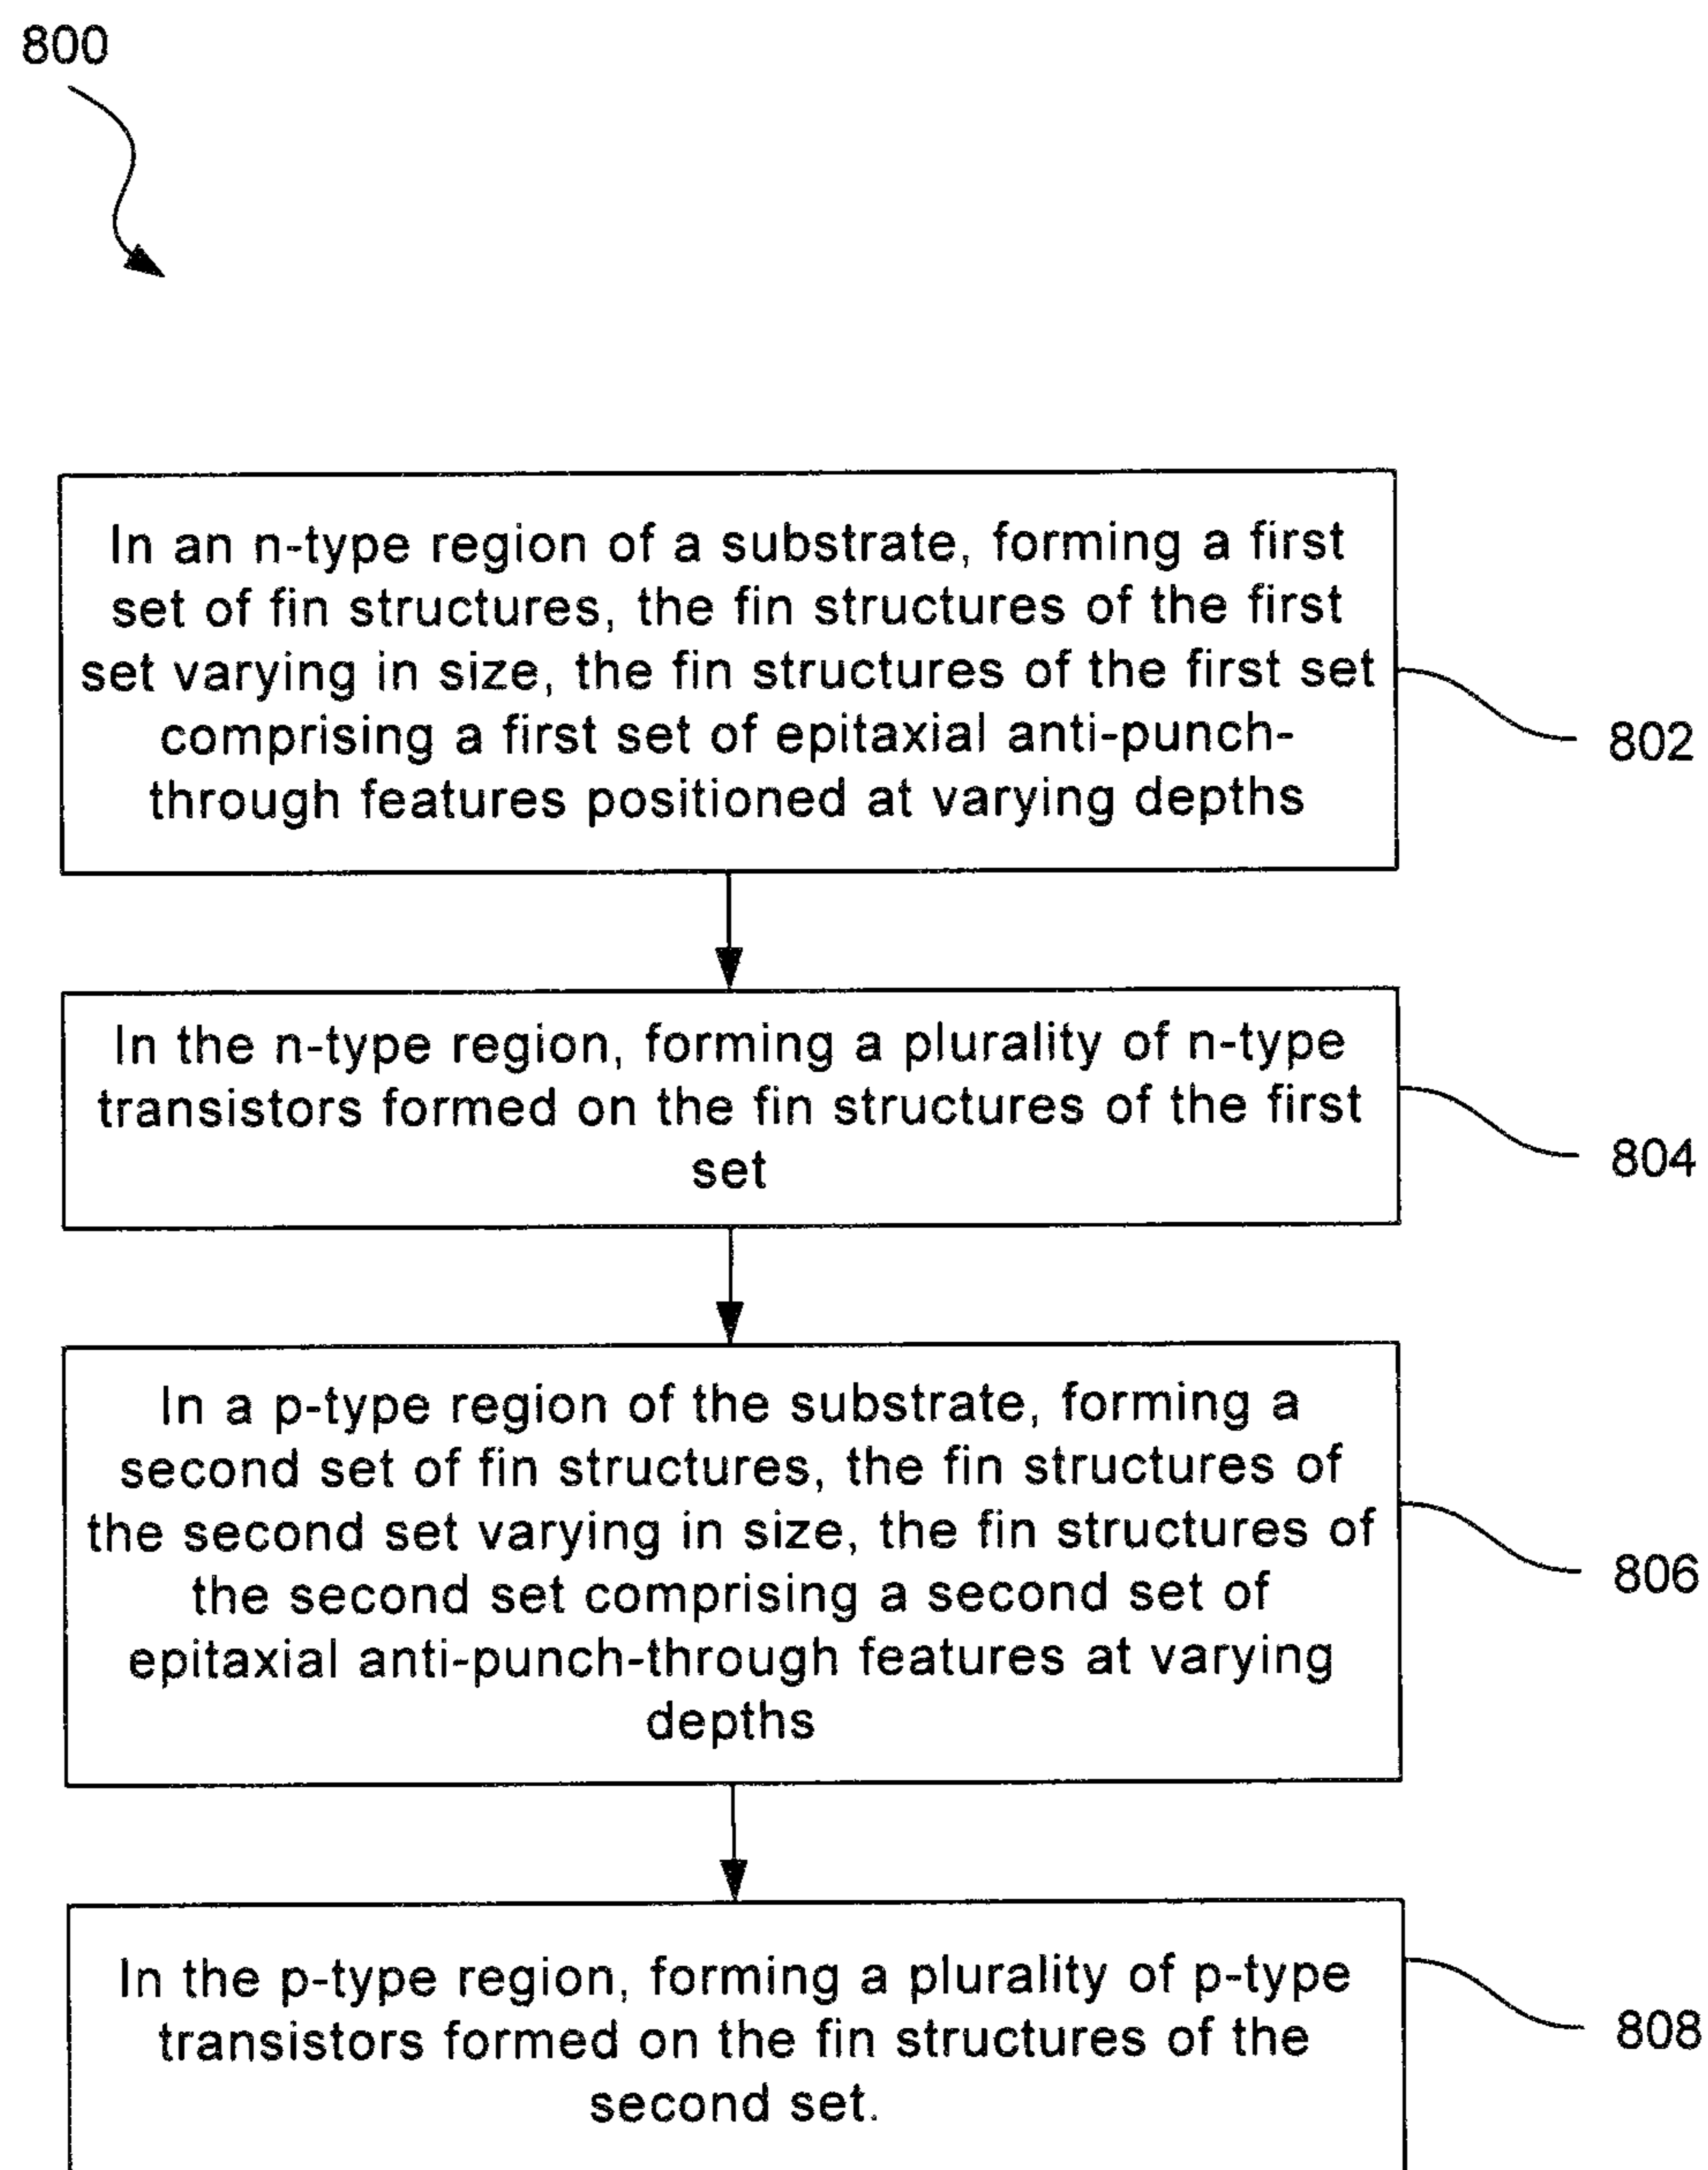 800
In an n-type region of a substrate, forming a first
set of fin structures, the fin structures of the first
set varying in size, the fin structures of the first set
comprising a first set of epitaxial anti-punch-
through features positioned at varying depths
802
In the n-type region, forming a plurality of n-type
transistors formed on the fin structures of the first
set
804
In a p-type region of the substrate, forming a
second set of fin structures, the fin structures of
the second set varying in size, the fin structures of
the second set comprising a second set of
epitaxial anti-punch-through features at varying
depths
806
In the p-type region, forming a plurality of p-type
transistors formed on the fin structures of the
second set.
808